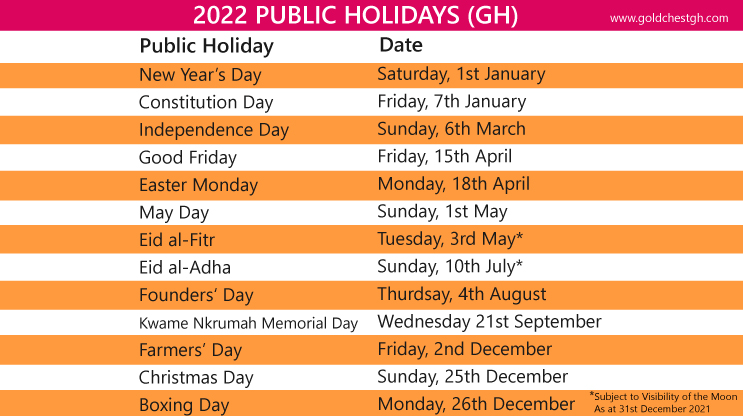 2022 PUBLIC HOLIDAYS (GH) www.goldchestgh.com
Public Holiday Date
New Year’s Day Saturday, 1st January
Constitution Day Friday, 7th January
Independence Day Sunday, 6th March
Good Friday Friday, 15th April
Easter Monday Monday, 18th April
May Day Sunday, 1st May
Eid al-Fitr Tuesday, 3rd May*
Eid al-Adha Sunday, 10th July*
Founders’ Day Thurdsay, 4th August
Kwame Nkrumah Memorial Day Wednesday 21st September
Farmers’ Day Friday, 2nd December
Christmas Day Sunday, 25th December
Boxing Day Monday, 26th December
*Subject to Visibility of the Moon
As at 31st December 2021